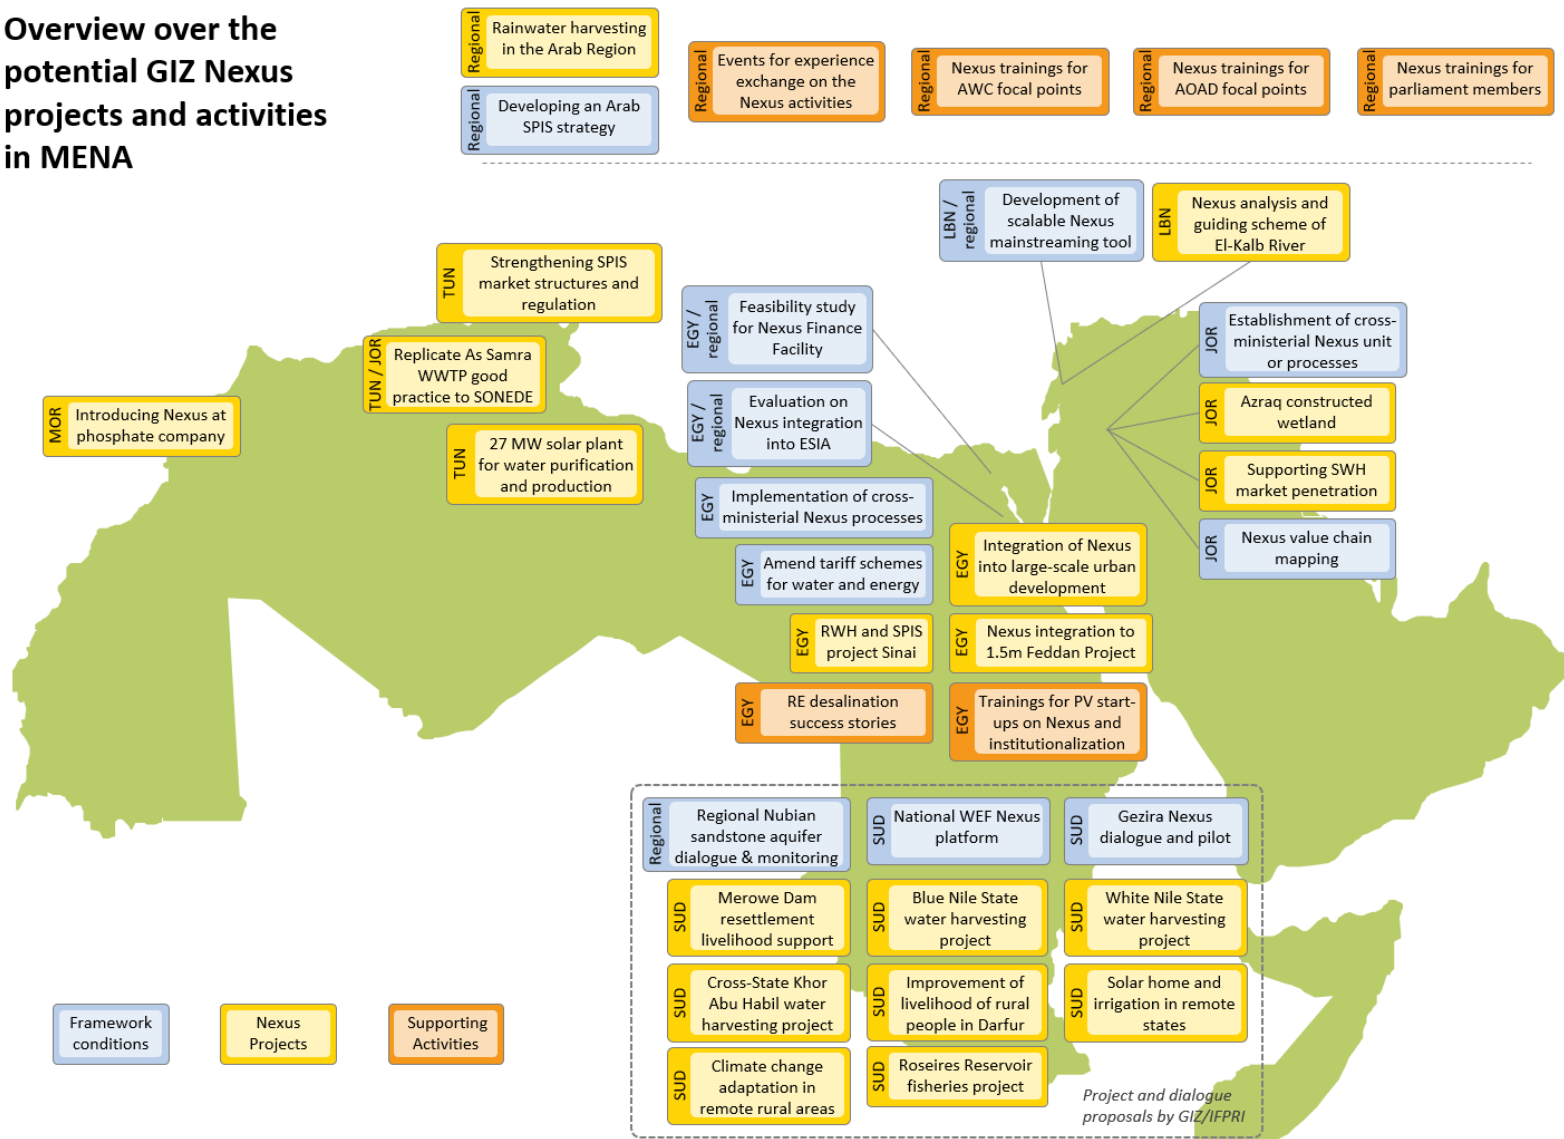 Overview over the
potential GIZ Nexus
projects and activities
in MENA
Regional
Rainwater harvesting
in the Arab Region
Regional
Developing an Arab
SPIS strategy
Regional
Events for experience
exchange on the
Nexus activities
Regional
Nexus trainings for
AWC focal points
Regional
Nexus trainings for
AOAD focal points
Regional
Nexus trainings for
parliament members
LBN /
regional
Development of
scalable Nexus
mainstreaming tool
LBN
Nexus analysis and
guiding scheme of
El-Kalb River
TUN
Strengthening SPIS
market structures and
regulation
TUN / JOR
Replicate As Samra
WWTP good
practice to SONEDE
MOR
Introducing Nexus at
phosphate company
TUN
27 MW solar plant
for water purification
and production
EGY /
regional
Feasibility study
for Nexus Finance
Facility
EGY /
regional
Evaluation on
Nexus integration
into ESIA
EGY
Implementation of cross-
ministerial Nexus processes
EGY
Amend tariff schemes
for water and energy
EGY
RWH and SPIS
project Sinai
EGY
RE desalination
success stories
EGY
Integration of Nexus
into large-scale urban
development
EGY
Nexus integration to
1.5m Feddan Project
EGY
Trainings for PV start-
ups on Nexus and
institutionalization
JOR
Establishment of cross-
ministerial Nexus unit
or processes
JOR
Azraq constructed
wetland
JOR
Supporting SWH
market penetration
JOR
Nexus value chain
mapping
Regional
Regional Nubian
sandstone aquifer
dialogue & monitoring
SUD
National WEF Nexus
platform
SUD
Gezira Nexus
dialogue and pilot
SUD
Merowe Dam
resettlement
livelihood support
SUD
Blue Nile State
water harvesting
project
SUD
White Nile State
water harvesting
project
SUD
Cross-State Khor
Abu Habil water
harvesting project
SUD
Improvement of
livelihood of rural
people in Darfur
SUD
Solar home and
irrigation in remote
states
SUD
Climate change
adaptation in
remote rural areas
SUD
Roseires Reservoir
fisheries project
Project and dialogue
proposals by GIZ/IFPRI
Framework
conditions
Nexus
Projects
Supporting
Activities